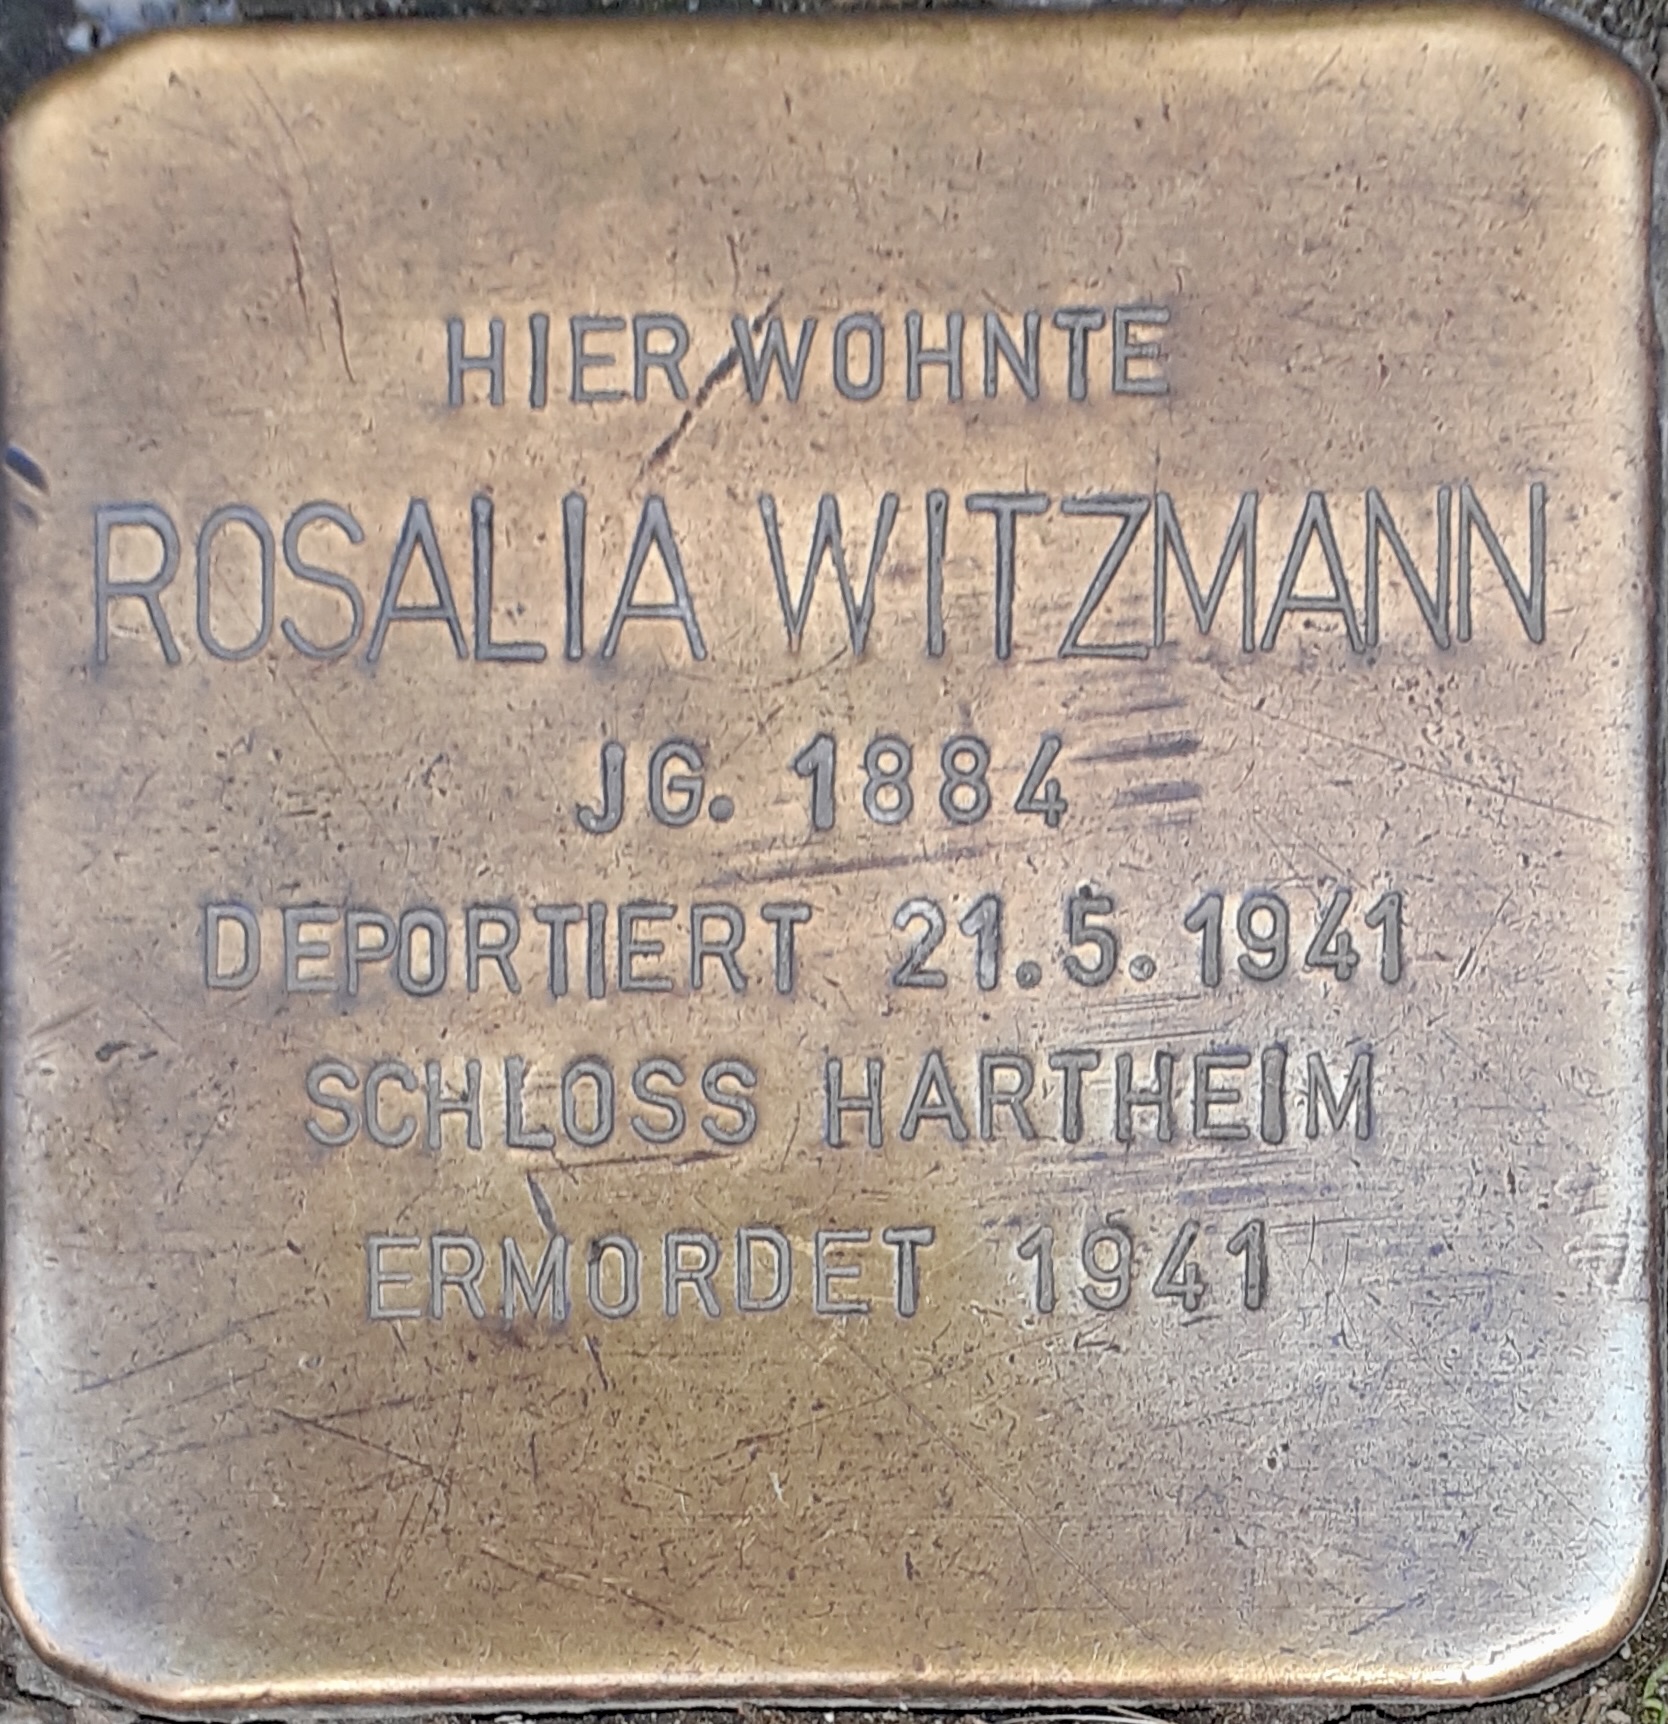 HIER WOHNTE
ROSALIA WITZMANN
JG. 1884
DEPORTIERT 21.5.1941
SCHLOSS HARTHEIM
ERMORDET 1941